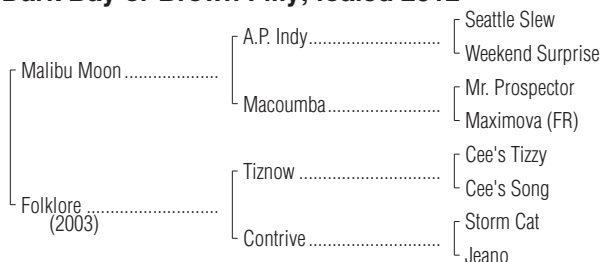 Dark Bay or Brown Filly; foaled 2012
Seattle Slew
A.P. Indy
Weekend Surprise
Malibu Moon
Mr. Prospector
Macoumba
Maximova (FR)
Cee's Tizzy
Tiznow
Cee's Song
Folklore
(2003)
Storm Cat
Contrive
Jeano